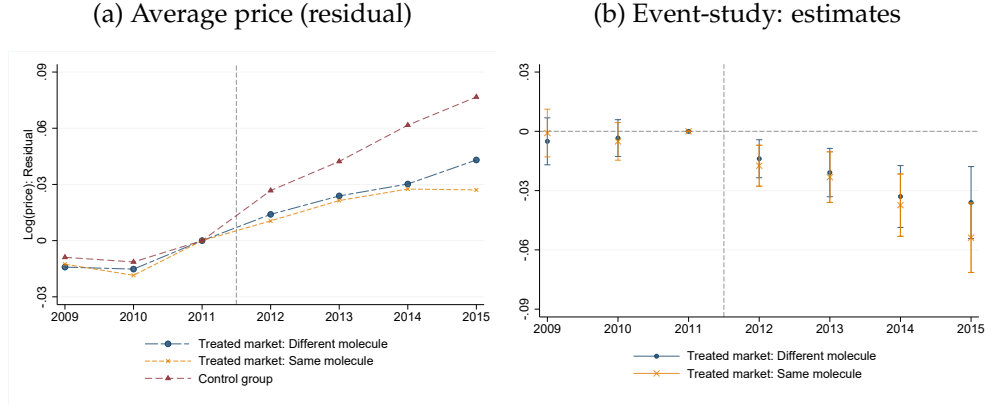 (a) Average price (residual)
Log(price): Residual
.09
.06
.03
0
-.03
2009 2010 2011 2012 2013 2014 2015
Treated market: Different molecule
Treated market: Same molecule
Control group
(b) Event-study: estimates
.03
0
-.03
-.06
-.09
2009 2010 2011 2012 2013 2014 2015
Treated market: Different molecule
Treated market: Same molecule